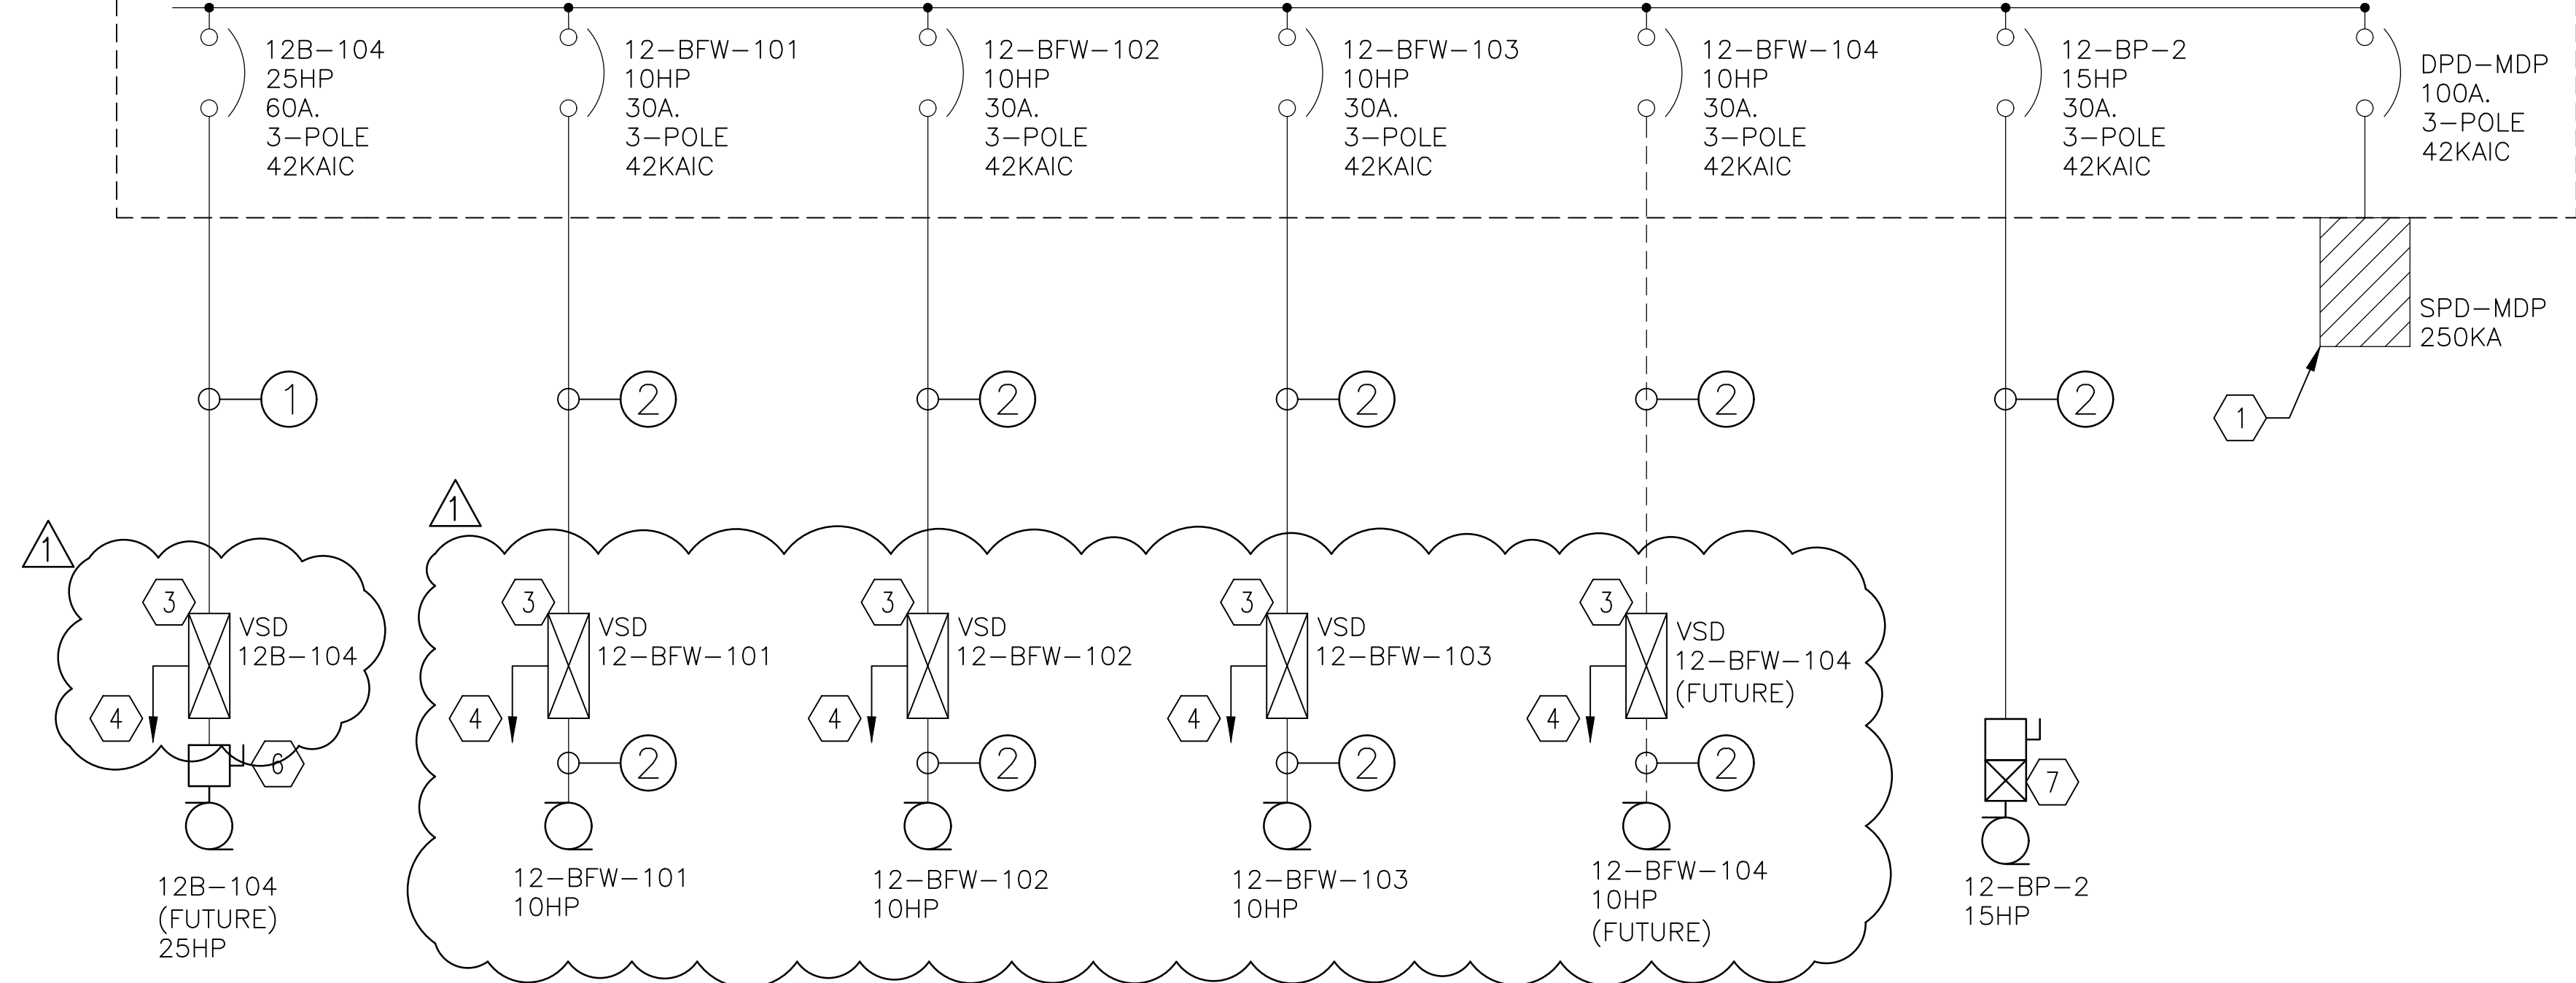 12B-104
25HP
60A.
3-POLE
42KAIC
12-BFW-101
10HP
30A.
3-POLE
42KAIC
12-BFW-102
10HP
30A.
3-POLE
42KAIC
12-BFW-103
10HP
30A.
3-POLE
42KAIC
12-BFW-104
10HP
30A.
3-POLE
42KAIC
12-BP-2
15HP
30A.
3-POLE
42KAIC
DPD-MDP
100A.
3-POLE
42KAIC
SPD-MDP
250KA
1
1
2
2
2
2
2
1
1
3
VSD
12B-104
4
6
12B-104
(FUTURE)
25HP
3
VSD
12-BFW-101
4
2
12-BFW-101
10HP
3
VSD
12-BFW-102
4
2
12-BFW-102
10HP
3
VSD
12-BFW-103
4
2
12-BFW-103
10HP
3
VSD
12-BFW-104
(FUTURE)
4
2
12-BFW-104
10HP
(FUTURE)
7
12-BP-2
15HP